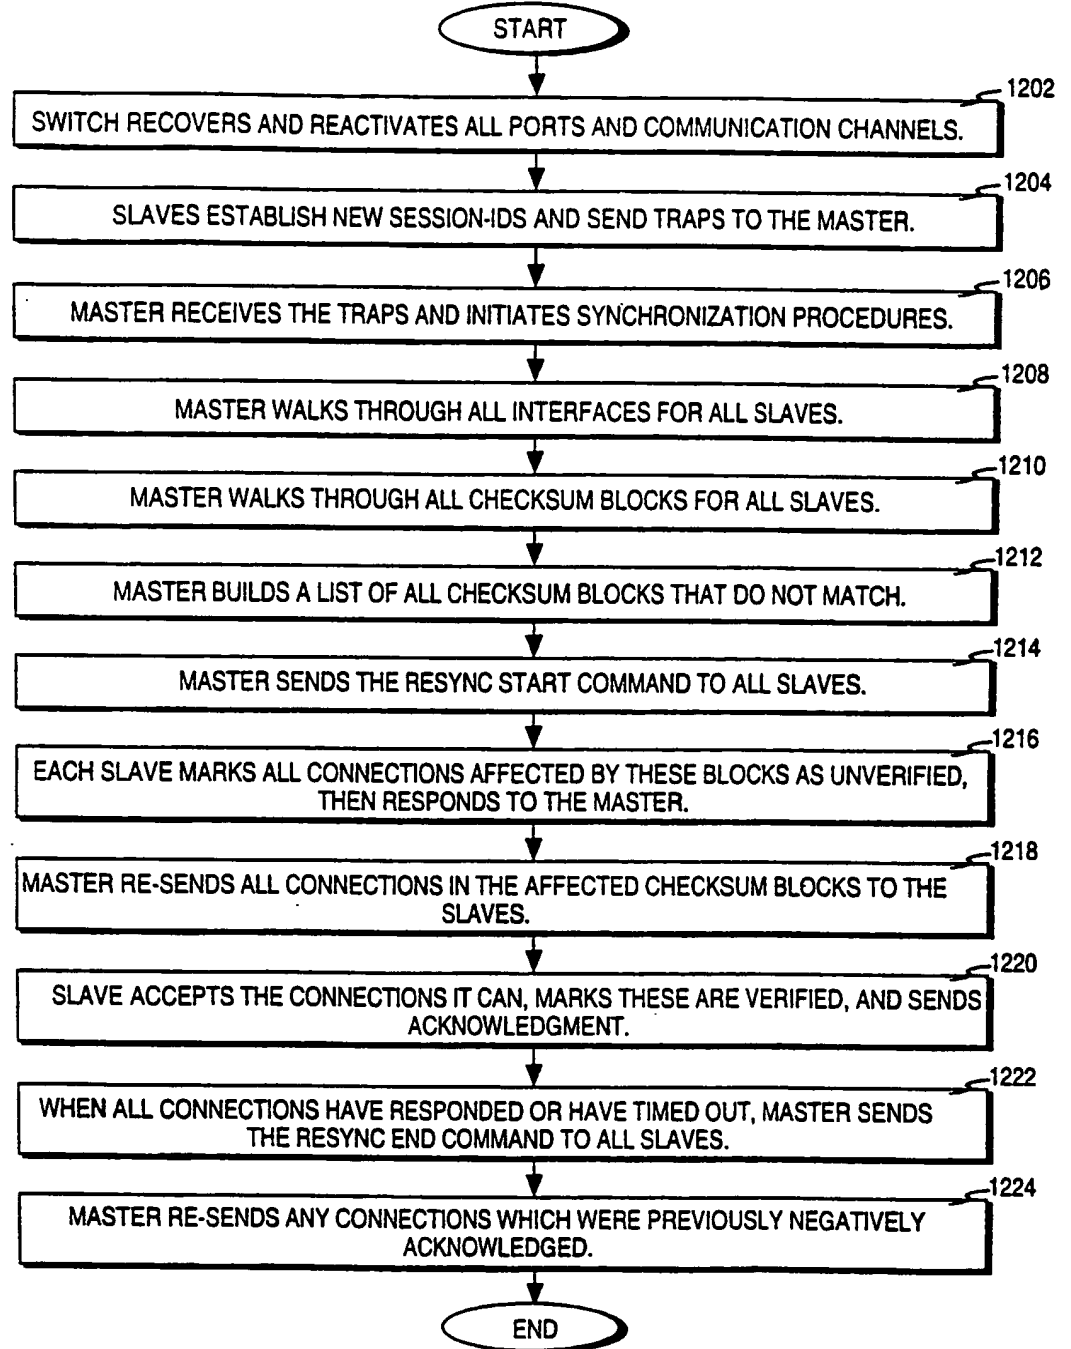 START
1202
SWITCH RECOVERS AND REACTIVATES ALL PORTS AND COMMUNICATION CHANNELS.
1204
SLAVES ESTABLISH NEW SESSION-IDS AND SEND TRAPS TO THE MASTER.
1206
MASTER RECEIVES THE TRAPS AND INITIATES SYNCHRONIZATION PROCEDURES.
1208
MASTER WALKS THROUGH ALL INTERFACES FOR ALL SLAVES.
1210
MASTER WALKS THROUGH ALL CHECKSUM BLOCKS FOR ALL SLAVES.
1212
MASTER BUILDS A LIST OF ALL CHECKSUM BLOCKS THAT DO NOT MATCH.
1214
MASTER SENDS THE RESYNC START COMMAND TO ALL SLAVES.
1216
EACH SLAVE MARKS ALL CONNECTIONS AFFECTED BY THESE BLOCKS AS UNVERIFIED,
THEN RESPONDS TO THE MASTER.
1218
MASTER RE-SENDS ALL CONNECTIONS IN THE AFFECTED CHECKSUM BLOCKS TO THE
SLAVES.
1220
SLAVE ACCEPTS THE CONNECTIONS IT CAN, MARKS THESE ARE VERIFIED, AND SENDS
ACKNOWLEDGMENT.
1222
WHEN ALL CONNECTIONS HAVE RESPONDED OR HAVE TIMED OUT, MASTER SENDS
THE RESYNC END COMMAND TO ALL SLAVES.
1224
MASTER RE-SENDS ANY CONNECTIONS WHICH WERE PREVIOUSLY NEGATIVELY
ACKNOWLEDGED.
END